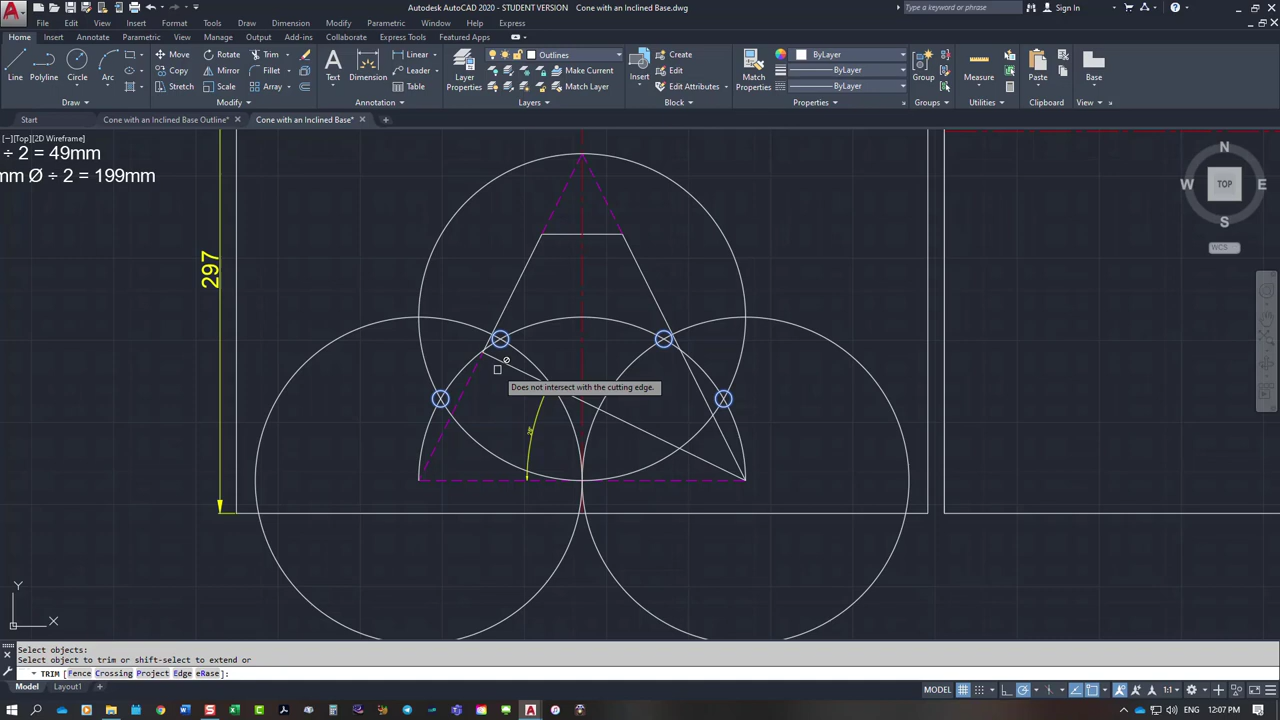 Autodesk AutoCAD 2020 - STUDENT VERSION Cone with an Inclined Base.dwg
Type a keyword or phrase
Sign In
File Edit View Insert Format Tools Draw Dimension Modify Parametric Window Help Express
Home Insert Annotate Parametric View Manage Output Add-ins Collaborate Express Tools Featured Apps
Line Polyline Circle Arc
Move Rotate Trim
Copy Mirror Fillet
Stretch Scale Array
Text Dimension
Linear
Leader
Table
Layer Properties
Outlines
Make Current
Match Layer
Insert
Create
Edit
Edit Attributes
Match Properties
ByLayer
ByLayer
ByLayer
Group
Measure
Paste
Base
Draw Modify Annotation Layers Block Properties Groups Utilities Clipboard View
Start Cone with an Inclined Base Outline* Cone with an Inclined Base*
[−][Top][2D Wireframe]
÷ 2 = 49mm
mm Ø ÷ 2 = 199mm
N
W TOP E
S
WCS
297
Does not intersect with the cutting edge.
Y
X
Select objects:
Select object to trim or shift-select to extend or
TRIM [Fence Crossing Project Edge eRase]:
Model Layout1
MODEL
1:1
ENG
12:07 PM